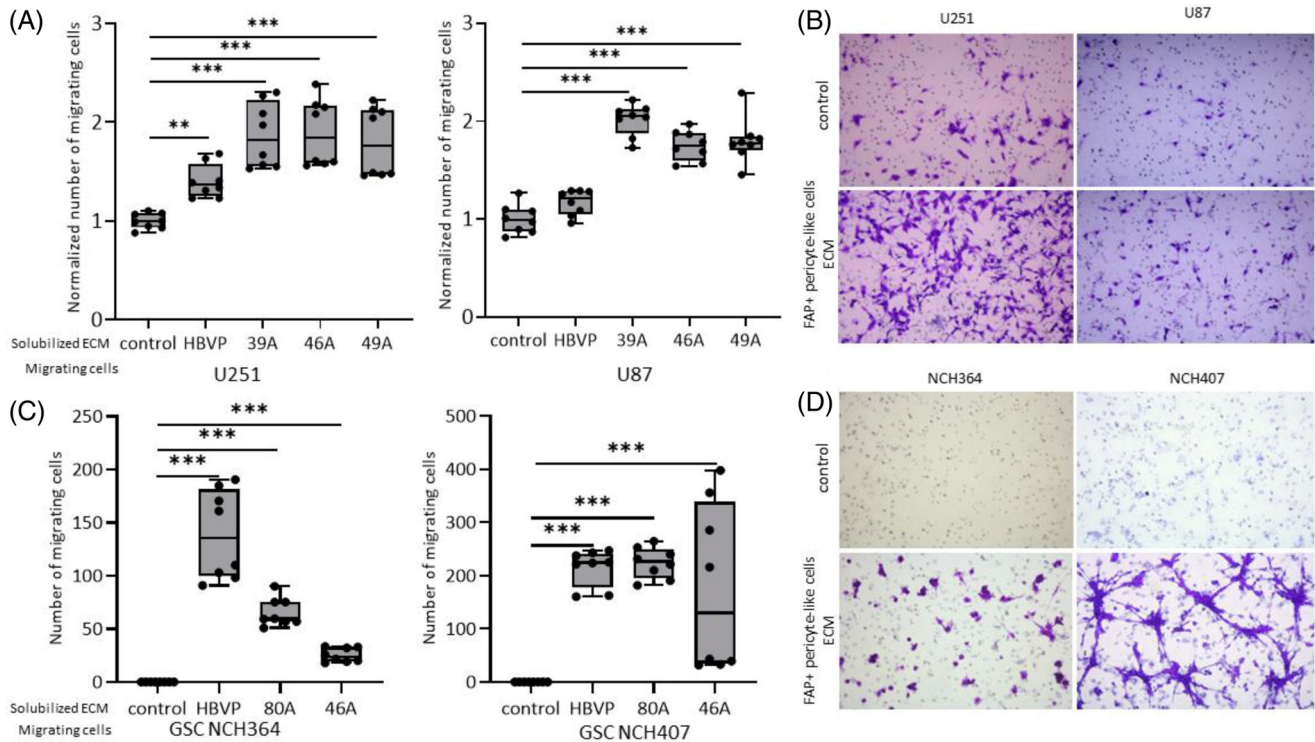 (A)
Normalized number of migrating cells
3
2
1
0
**
***
***
***
Solubilized ECM control HBVP 39A 46A 49A
Migrating cells U251
Normalized number of migrating cells
3
2
1
0
***
***
***
control HBVP 39A 46A 49A
U87
(B)
U251 U87
control
FAP+ pericyte-like cells
ECM
(C)
Number of migrating cells
250
200
150
100
50
0
***
***
***
Solubilized ECM control HBVP 80A 46A
Migrating cells GSC NCH364
Number of migrating cells
500
400
300
200
100
0
***
***
***
control HBVP 80A 46A
GSC NCH407
(D)
NCH364 NCH407
control
FAP+ pericyte-like cells
ECM